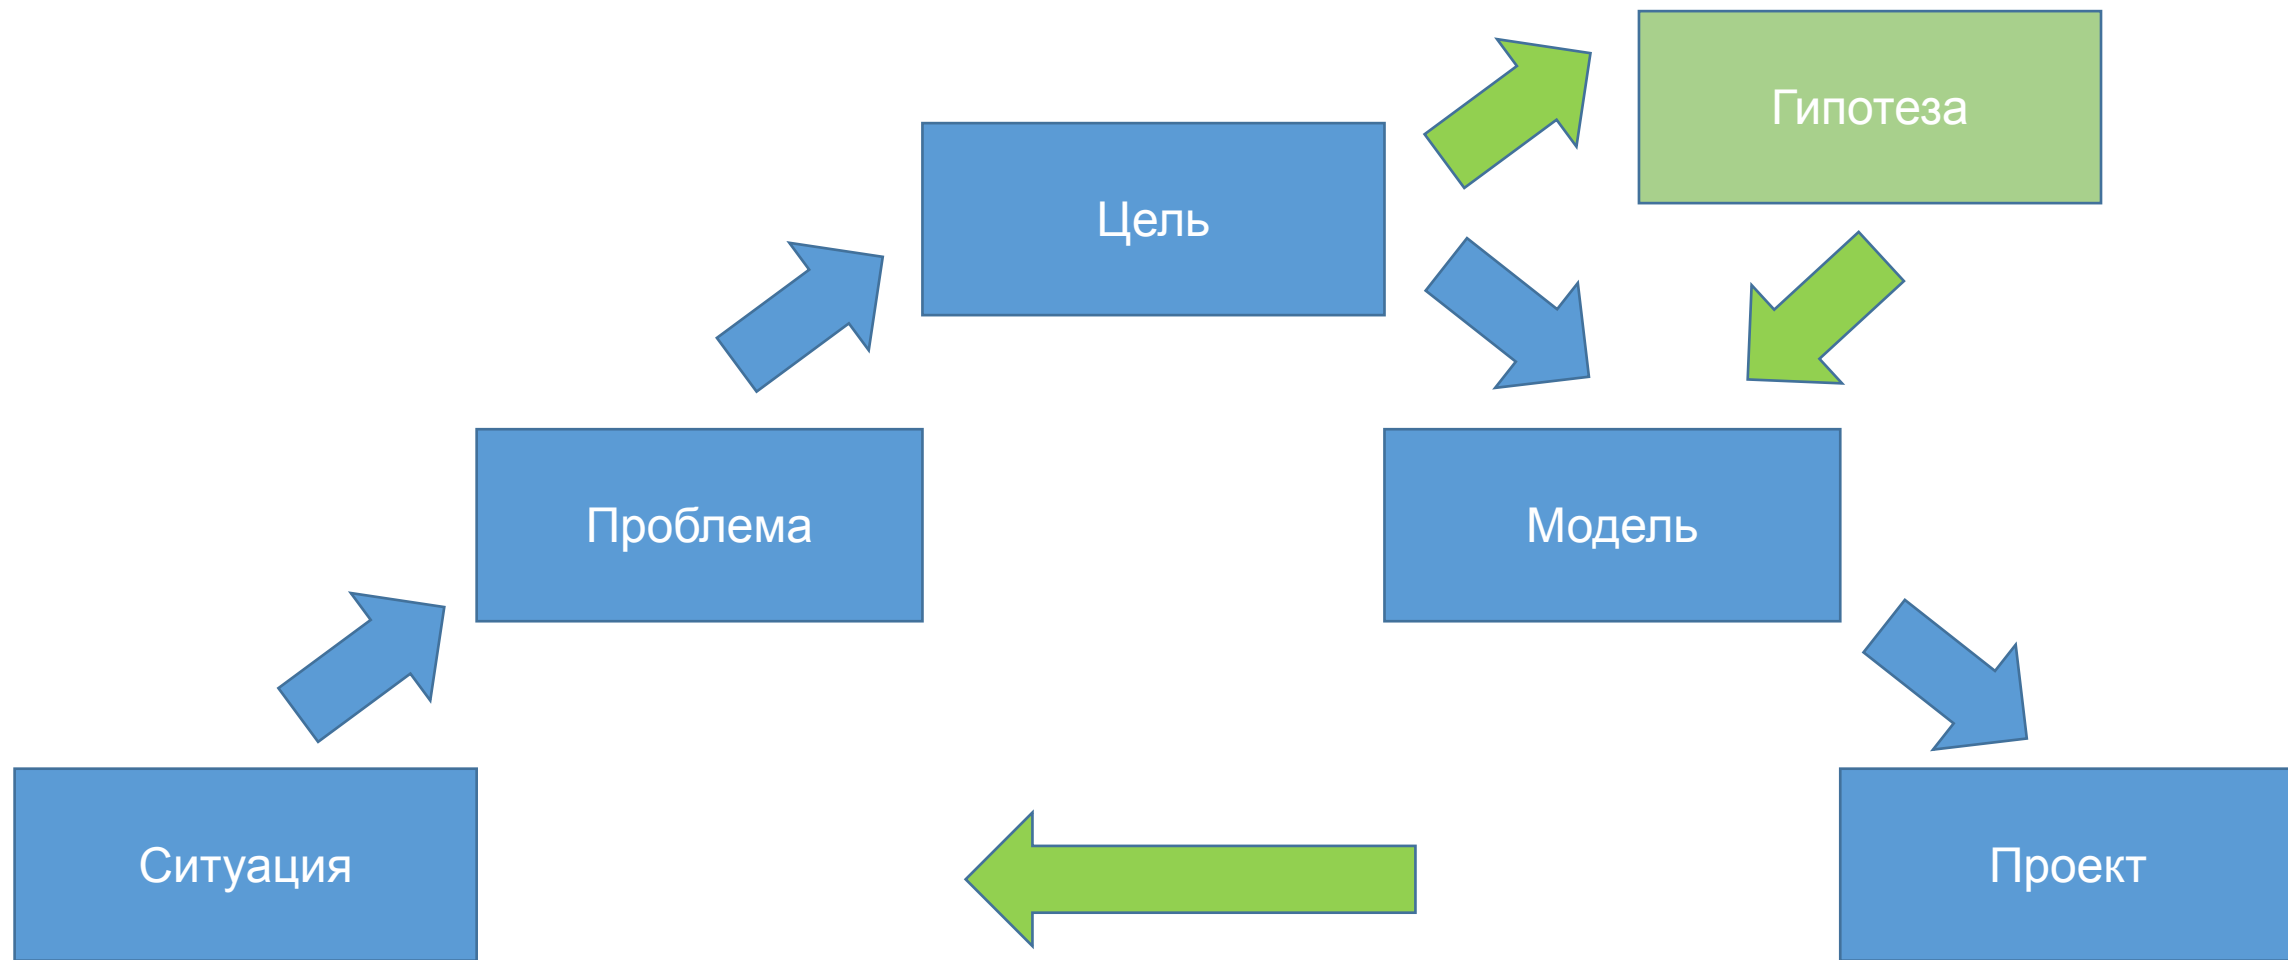 Гипотеза
Цель
Проблема
Модель
Ситуация
Проект